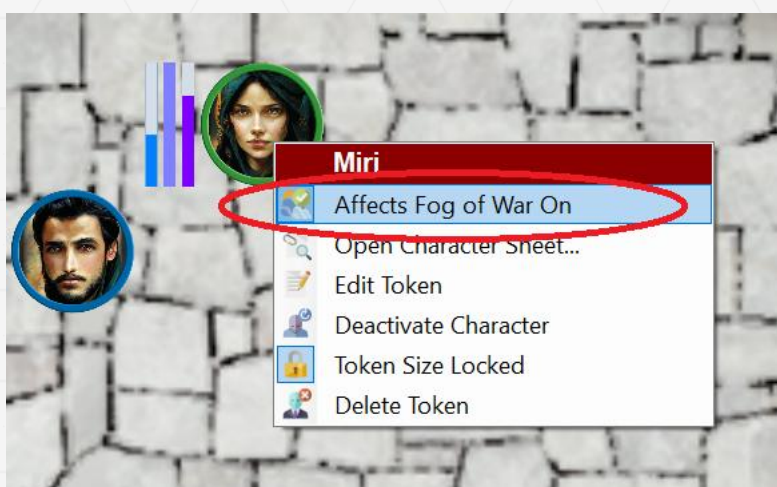 Miri
Affects Fog of War On
Open Character Sheet...
Edit Token
Deactivate Character
Token Size Locked
Delete Token